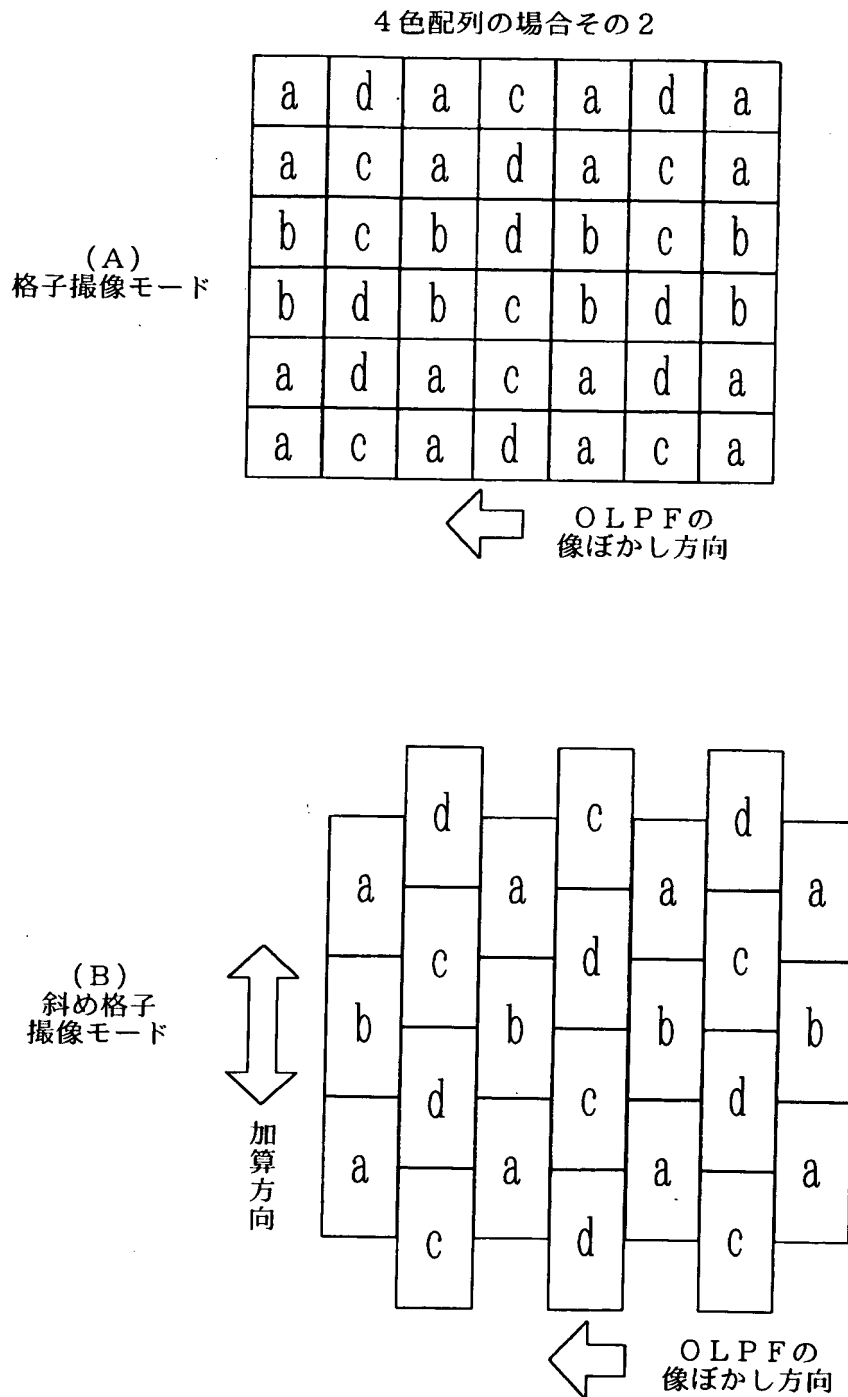 4色配列の場合その2
a d a c a d a
a c a d a c a
b c b d b c b
b d b c b d b
a d a c a d a
a c a d a c a
(A)
格子撮像モード
OLPFの
像ぼかし方向
d c d
a a a a
c d c
b b b b
d c d
a a a a
c d c
(B)
斜め格子
撮像モード
加算方向
OLPFの
像ぼかし方向